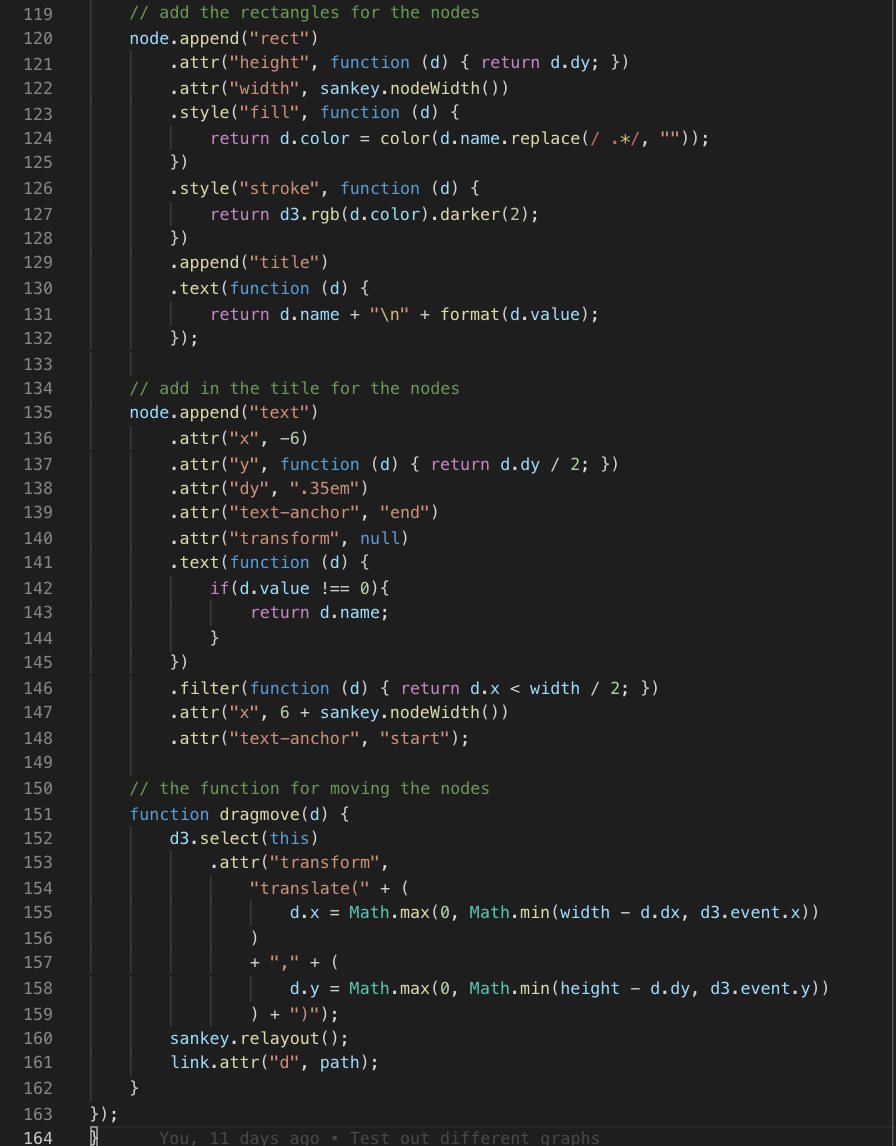 119 // add the rectangles for the nodes
120 node.append("rect")
121 .attr("height", function (d) { return d.dy; })
122 .attr("width", sankey.nodeWidth())
123 .style("fill", function (d) {
124 return d.color = color(d.name.replace(/ .*/, ""));
125 })
126 .style("stroke", function (d) {
127 return d3.rgb(d.color).darker(2);
128 })
129 .append("title")
130 .text(function (d) {
131 return d.name + "\n" + format(d.value);
132 });
133
134 // add in the title for the nodes
135 node.append("text")
136 .attr("x", -6)
137 .attr("y", function (d) { return d.dy / 2; })
138 .attr("dy", ".35em")
139 .attr("text-anchor", "end")
140 .attr("transform", null)
141 .text(function (d) {
142 if(d.value !== 0){
143 return d.name;
144 }
145 })
146 .filter(function (d) { return d.x < width / 2; })
147 .attr("x", 6 + sankey.nodeWidth())
148 .attr("text-anchor", "start");
149
150 // the function for moving the nodes
151 function dragmove(d) {
152 d3.select(this)
153 .attr("transform",
154 "translate(" + (
155 d.x = Math.max(0, Math.min(width - d.dx, d3.event.x))
156 )
157 + "," + (
158 d.y = Math.max(0, Math.min(height - d.dy, d3.event.y))
159 ) + ")");
160 sankey.relayout();
161 link.attr("d", path);
162 }
163 });
164 } You, 11 days ago • Test out different graphs